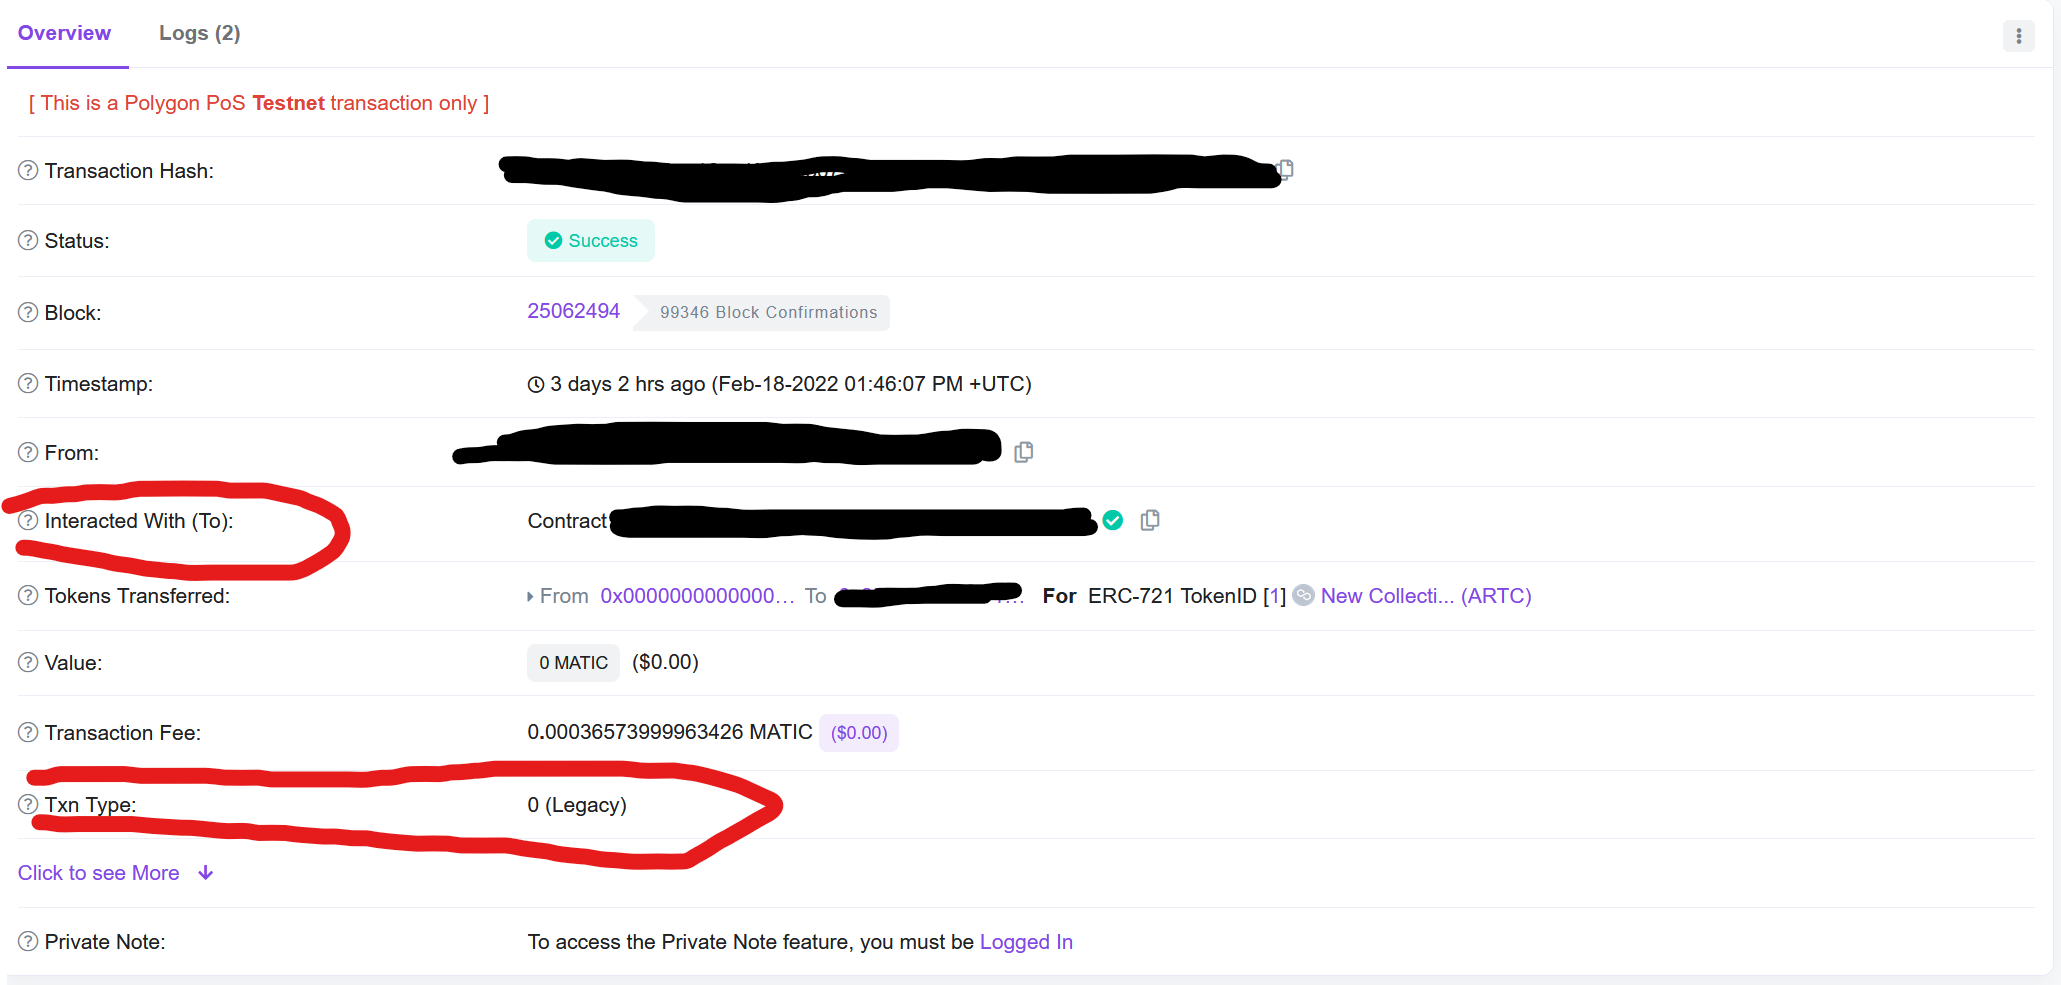 Overview Logs (2)
[ This is a Polygon PoS Testnet transaction only ]
Transaction Hash:
Status: Success
Block: 25062494 99346 Block Confirmations
Timestamp: 3 days 2 hrs ago (Feb-18-2022 01:46:07 PM +UTC)
From:
Interacted With (To): Contract
Tokens Transferred: From 0x0000000000000... To For ERC-721 TokenID [1] New Collecti... (ARTC)
Value: 0 MATIC ($0.00)
Transaction Fee: 0.00036573999963426 MATIC ($0.00)
Txn Type: 0 (Legacy)
Click to see More
Private Note: To access the Private Note feature, you must be Logged In